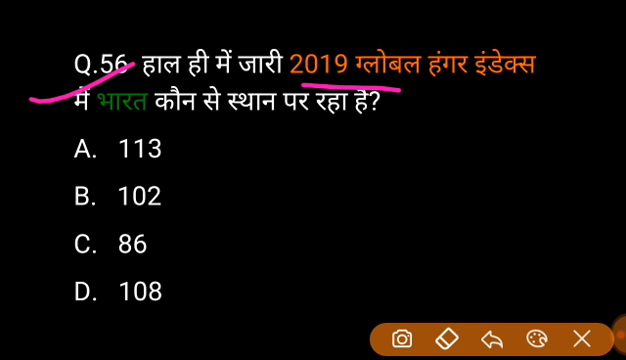 Q.56 हाल ही में जारी 2019 ग्लोबल हंगर इंडेक्स
में भारत कौन से स्थान पर रहा है?
A. 113
B. 102
C. 86
D. 108